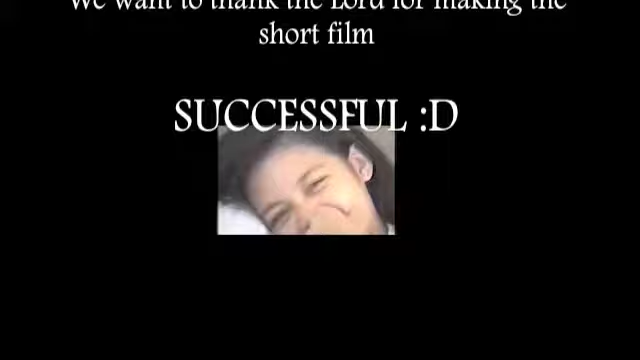 We want to thank the Lord for making the
short film
SUCCESSFUL :D